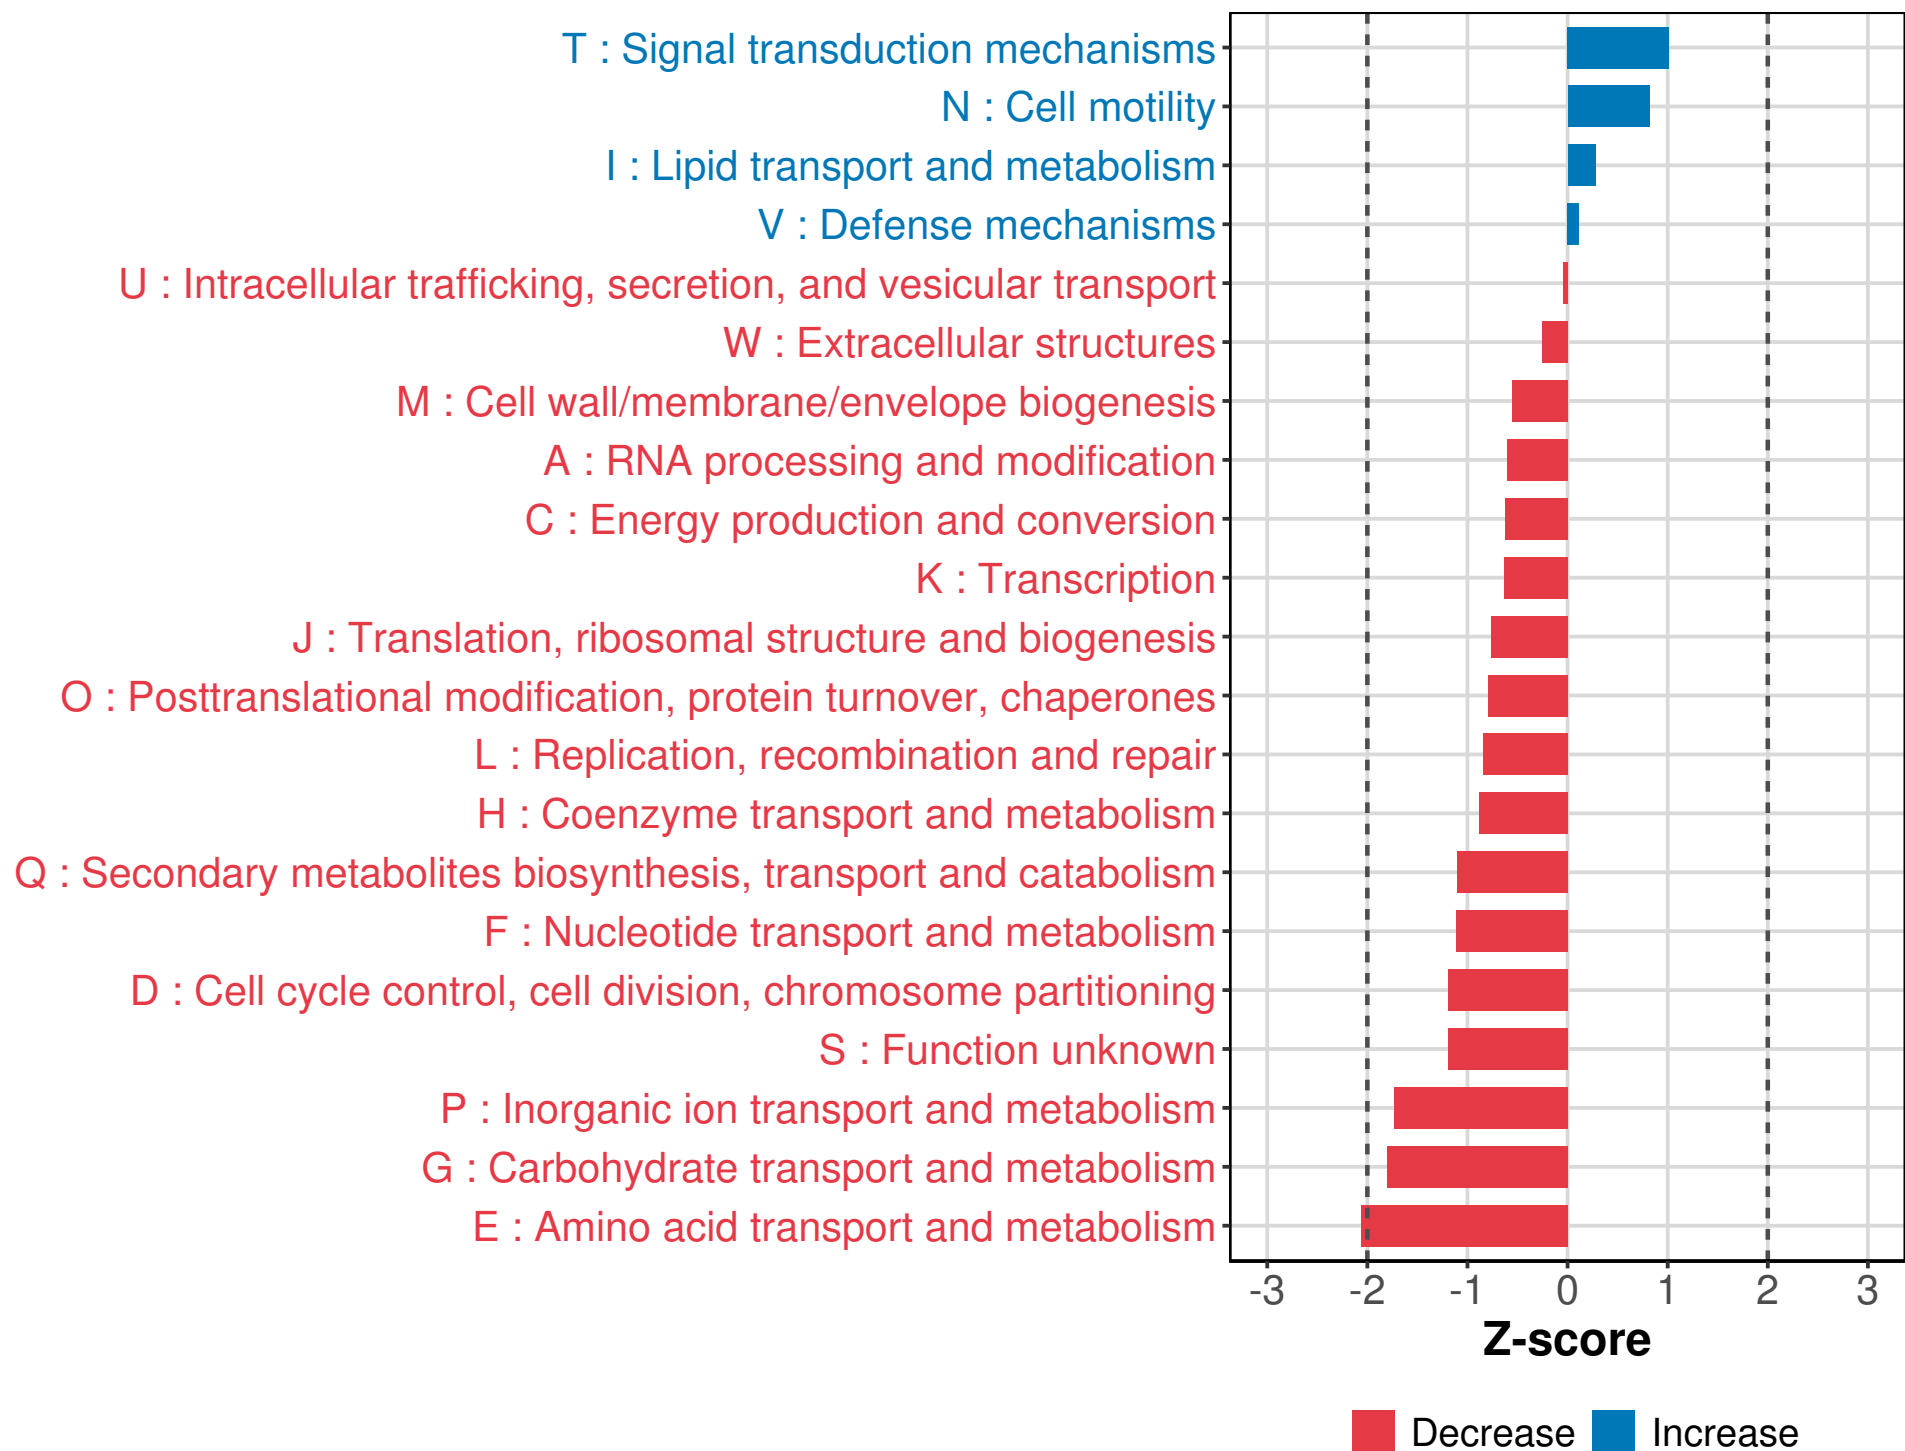 T : Signal transduction mechanisms
N : Cell motility
I : Lipid transport and metabolism
V : Defense mechanisms
U : Intracellular trafficking, secretion, and vesicular transport
W : Extracellular structures
M : Cell wall/membrane/envelope biogenesis
A : RNA processing and modification
C : Energy production and conversion
K : Transcription
J : Translation, ribosomal structure and biogenesis
O : Posttranslational modification, protein turnover, chaperones
L : Replication, recombination and repair
H : Coenzyme transport and metabolism
Q : Secondary metabolites biosynthesis, transport and catabolism
F : Nucleotide transport and metabolism
D : Cell cycle control, cell division, chromosome partitioning
S : Function unknown
P : Inorganic ion transport and metabolism
G : Carbohydrate transport and metabolism
E : Amino acid transport and metabolism
-3 -2 -1 0 1 2 3
Z-score
Decrease Increase